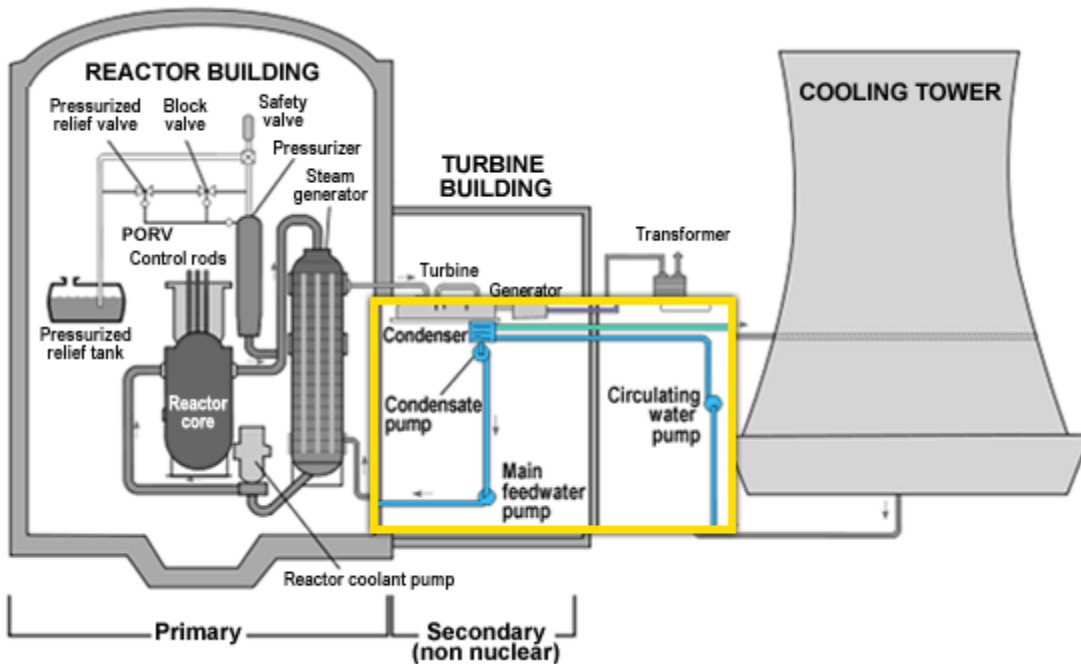 REACTOR BUILDING
Pressurized
relief valve
Block
valve
Safety
valve
Pressurizer
Steam
generator
PORV
Control rods
Pressurized
relief tank
Reactor
core
Reactor coolant pump
TURBINE
BUILDING
Turbine
Generator
Condenser
Condensate
pump
Main
feedwater
pump
Transformer
Circulating
water
pump
COOLING TOWER
Primary
Secondary
(non nuclear)